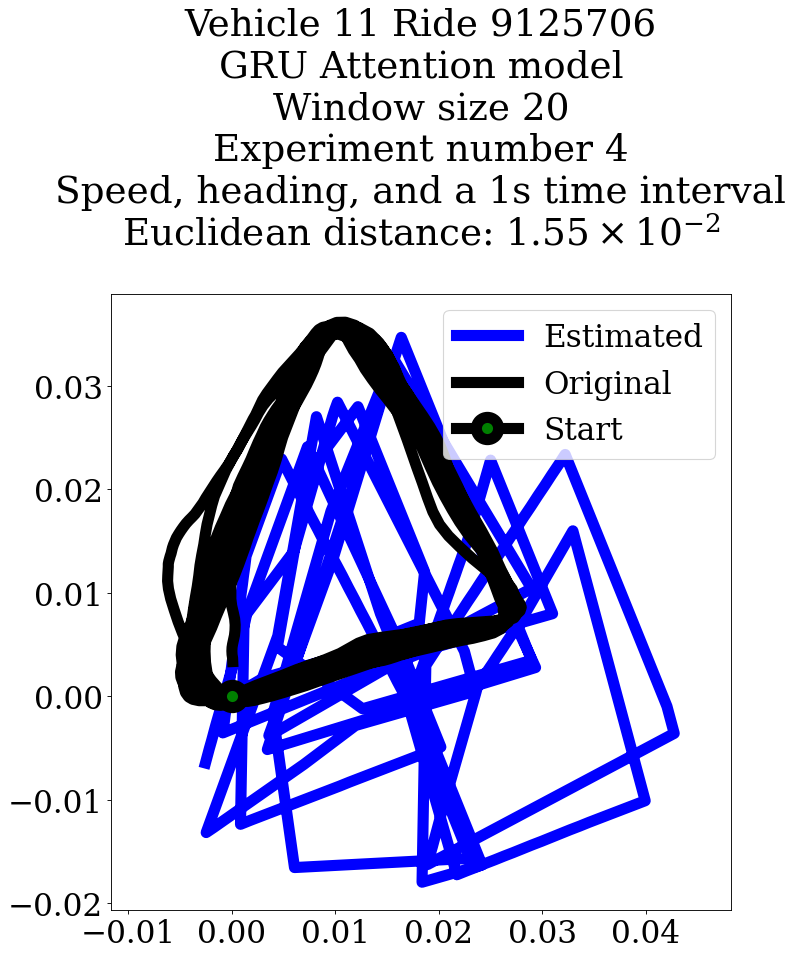 Vehicle 11 Ride 9125706
GRU Attention model
Window size 20
Experiment number 4
Speed, heading, and a 1s time interval
Euclidean distance: 1.55 × 10⁻²
Estimated
Original
Start
0.03
0.02
0.01
0.00
−0.01
−0.02
−0.01 0.00 0.01 0.02 0.03 0.04